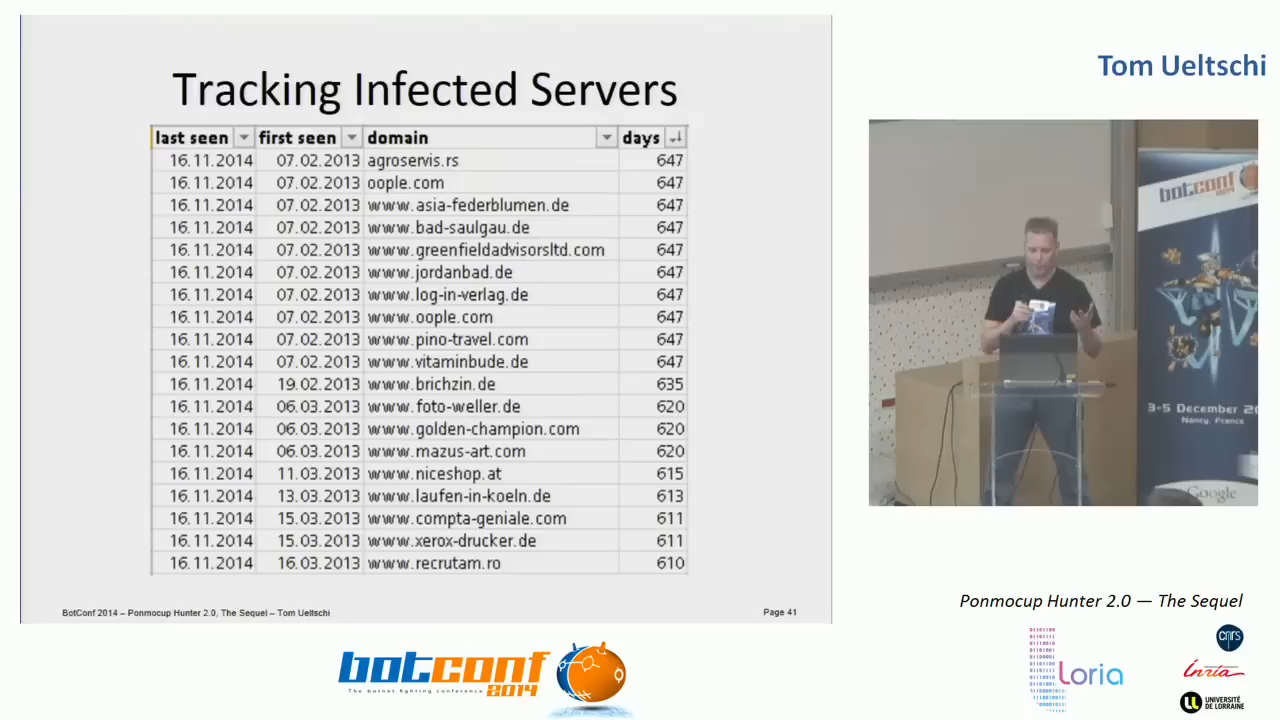 Tracking Infected Servers
last seen first seen domain days
16.11.2014 07.02.2013 agroservis.rs 647
16.11.2014 07.02.2013 oople.com 647
16.11.2014 07.02.2013 www.asia-federblumen.de 647
16.11.2014 07.02.2013 www.bad-saulgau.de 647
16.11.2014 07.02.2013 www.greenfieldadvisorsltd.com 647
16.11.2014 07.02.2013 www.jordanbad.de 647
16.11.2014 07.02.2013 www.log-in-verlag.de 647
16.11.2014 07.02.2013 www.oople.com 647
16.11.2014 07.02.2013 www.pino-travel.com 647
16.11.2014 07.02.2013 www.vitaminbude.de 647
16.11.2014 19.02.2013 www.brichzin.de 635
16.11.2014 06.03.2013 www.foto-weller.de 620
16.11.2014 06.03.2013 www.golden-champion.com 620
16.11.2014 06.03.2013 www.mazus-art.com 620
16.11.2014 11.03.2013 www.niceshop.at 615
16.11.2014 13.03.2013 www.laufen-in-koeln.de 613
16.11.2014 15.03.2013 www.compta-geniale.com 611
16.11.2014 15.03.2013 www.xerox-drucker.de 611
16.11.2014 16.03.2013 www.recrutam.ro 610
BotConf 2014 – Ponmocup Hunter 2.0, The Sequel – Tom Ueltschi Page 41
Tom Ueltschi
botconf
2014
3-5 December 20
Nancy, France
Google
Ponmocup Hunter 2.0 — The Sequel
botconf
The botnet fighting conference 2014
Loria
cnrs
Inria
UNIVERSITÉ
DE LORRAINE